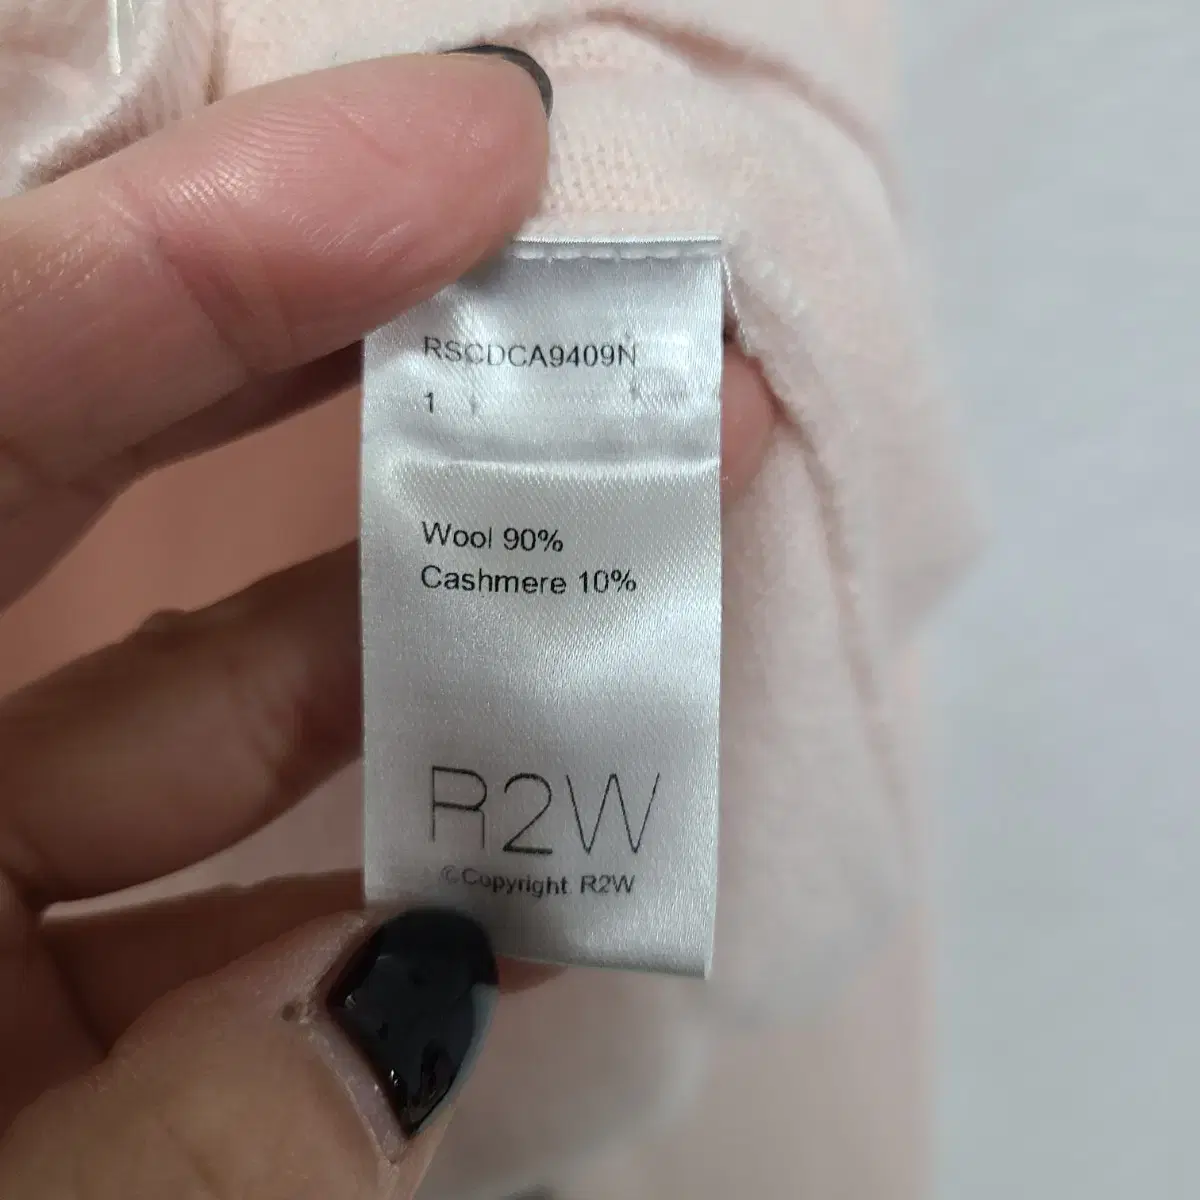 RSCDCA9409N
1
Wool 90%
Cashmere 10%
R2W
©Copyright. R2W